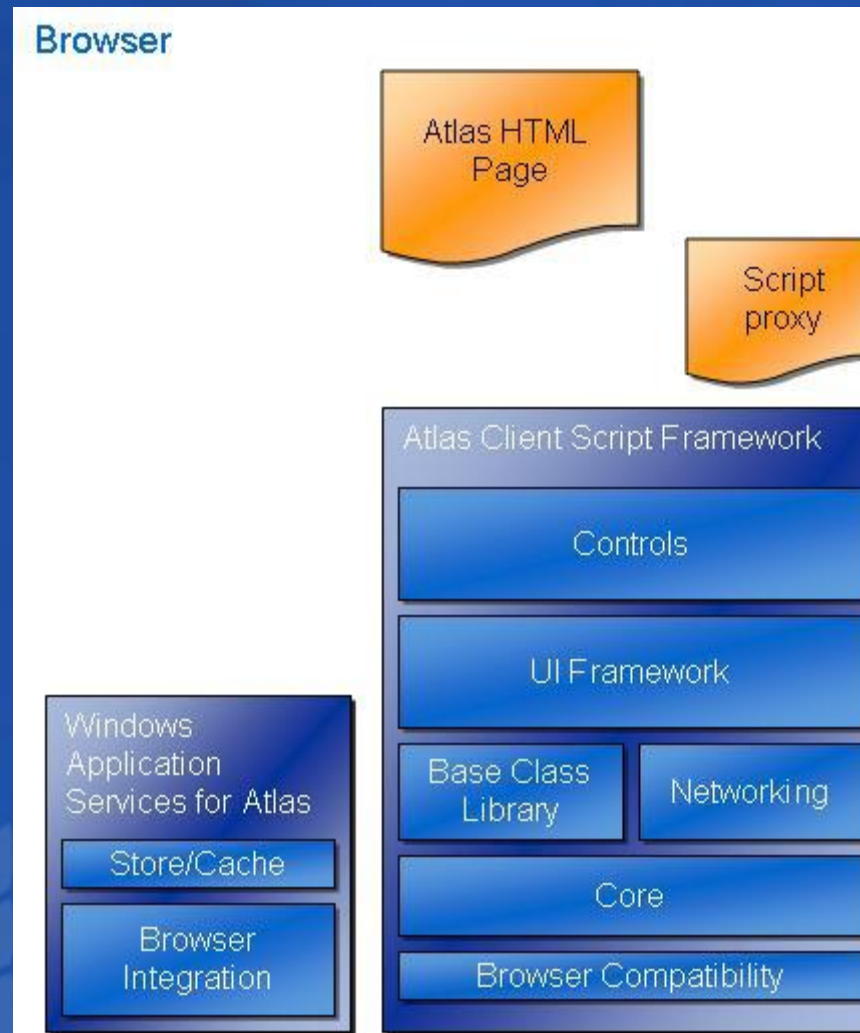 Browser
Atlas HTML
Page
Script
proxy
Atlas Client Script Framework
Controls
UI Framework
Base Class
Library
Networking
Core
Browser Compatibility
Windows
Application
Services for Atlas
Store/Cache
Browser
Integration